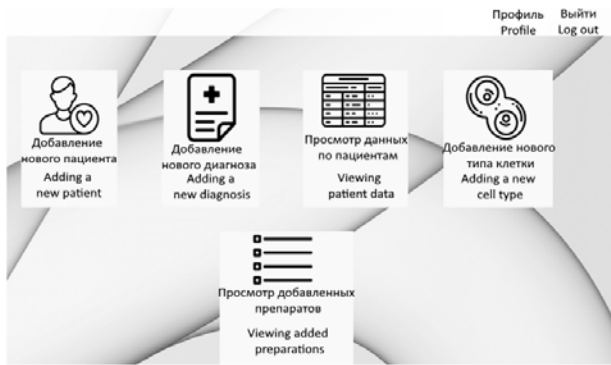 Профиль Выйти
Profile Log out
Добавление
нового пациента
Adding a
new patient
Добавление
нового диагноза
Adding a
new diagnosis
Просмотр данных
по пациентам
Viewing
patient data
Добавление нового
типа клетки
Adding a new
cell type
Просмотр добавленных
препаратов
Viewing added
preparations